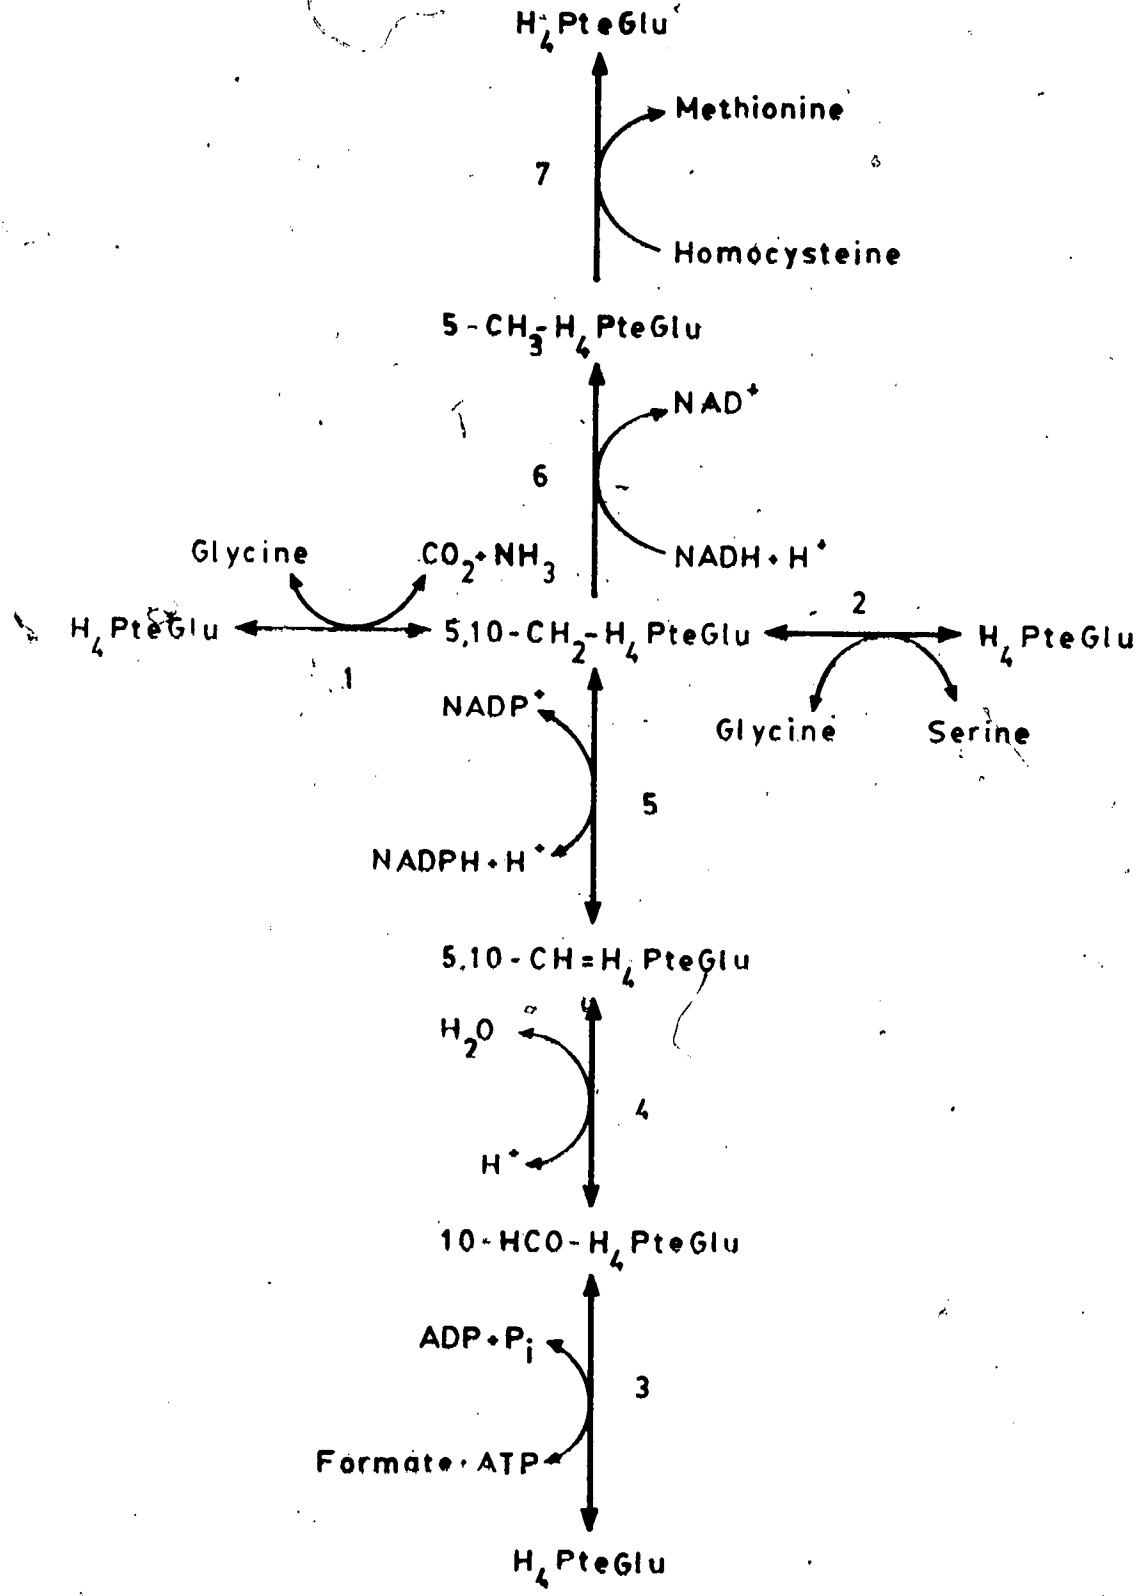 H₄PteGlu
Methionine
7
Homocysteine
5-CH₃-H₄PteGlu
NAD⁺
6
NADH+H⁺
Glycine
CO₂+NH₃
2
H₄PteGlu
5,10-CH₂-H₄PteGlu
H₄PteGlu
1
NADP⁺
Glycine
Serine
5
NADPH+H⁺
5,10-CH=H₄PteGlu
H₂O
4
H⁺
10-HCO-H₄PteGlu
ADP+Pᵢ
3
Formate+ATP
H₄PteGlu